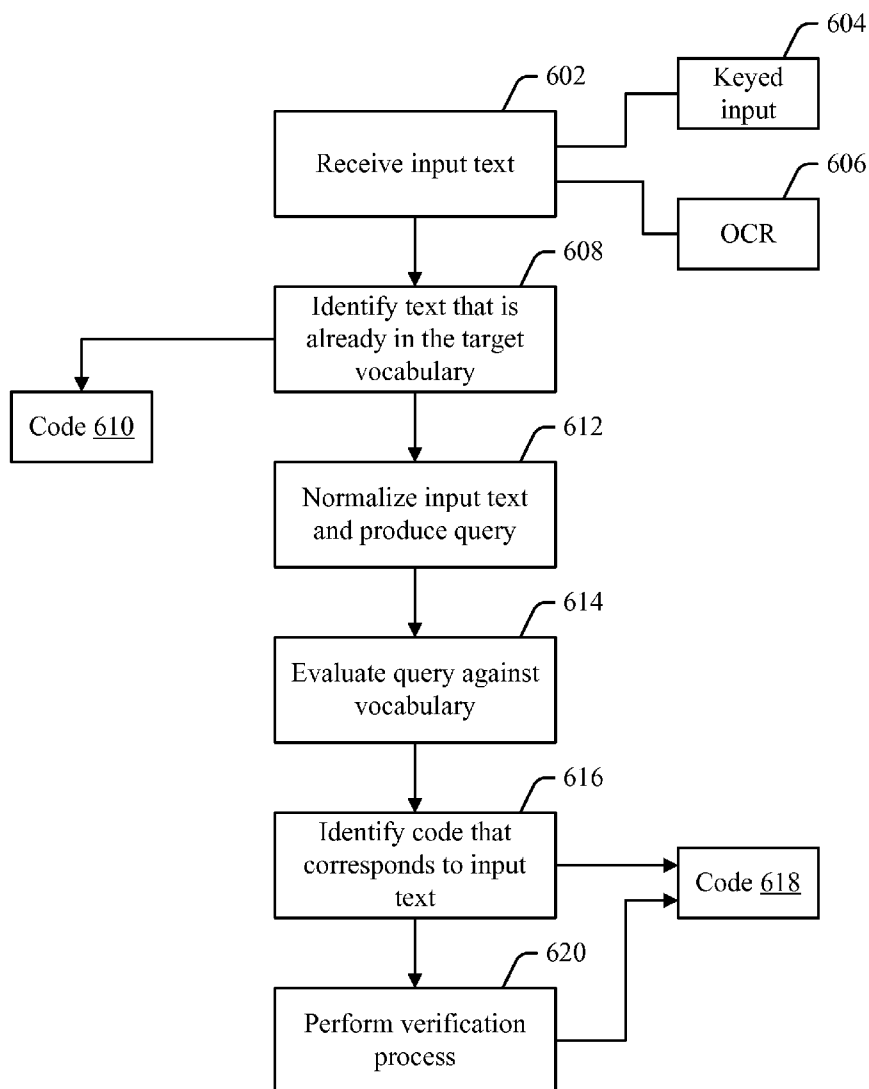 604
Keyed
input
602
Receive input text
606
OCR
608
Identify text that is
already in the target
vocabulary
Code 610
612
Normalize input text
and produce query
614
Evaluate query against
vocabulary
616
Identify code that
corresponds to input
text
Code 618
620
Perform verification
process